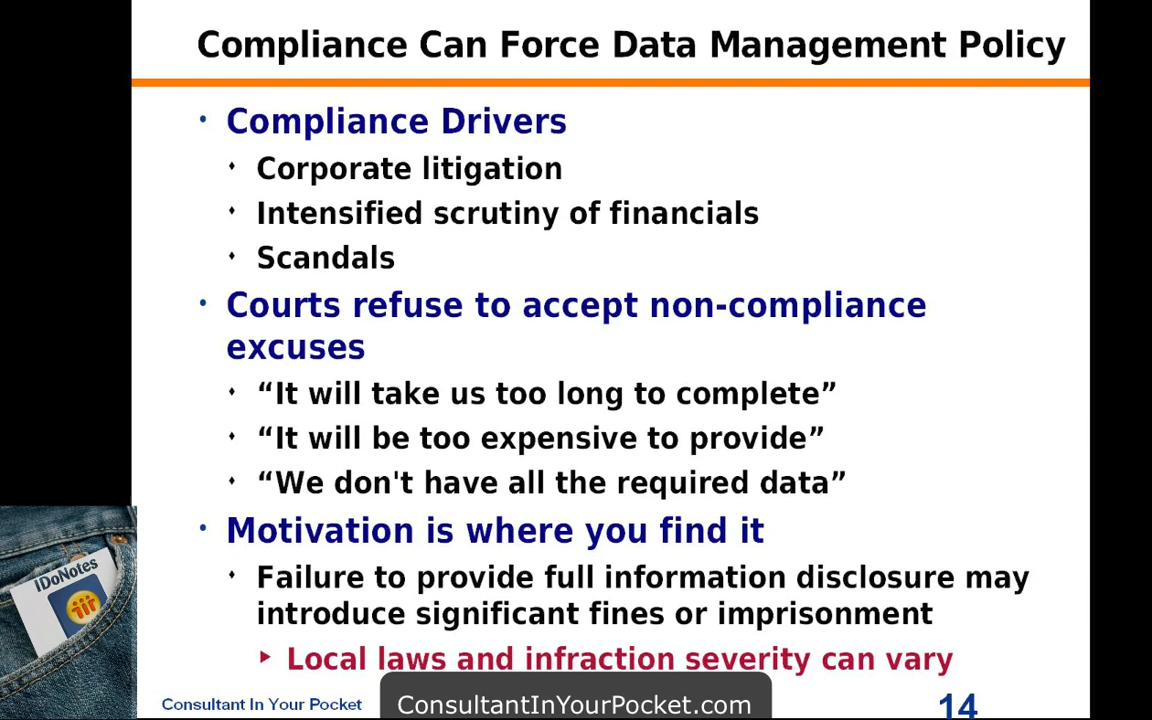 Compliance Can Force Data Management Policy
• Compliance Drivers
♦ Corporate litigation
♦ Intensified scrutiny of financials
♦ Scandals
• Courts refuse to accept non-compliance
excuses
♦ “It will take us too long to complete”
♦ “It will be too expensive to provide”
♦ “We don't have all the required data”
• Motivation is where you find it
♦ Failure to provide full information disclosure may
introduce significant fines or imprisonment
► Local laws and infraction severity can vary
IDoNotes
Consultant In Your Pocket
ConsultantInYourPocket.com
14